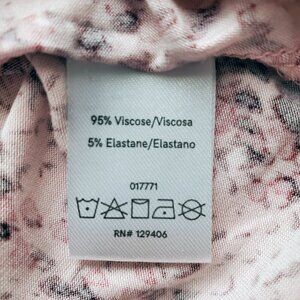 95% Viscose/Viscosa
5% Elastane/Elastano
017771
RN# 129406